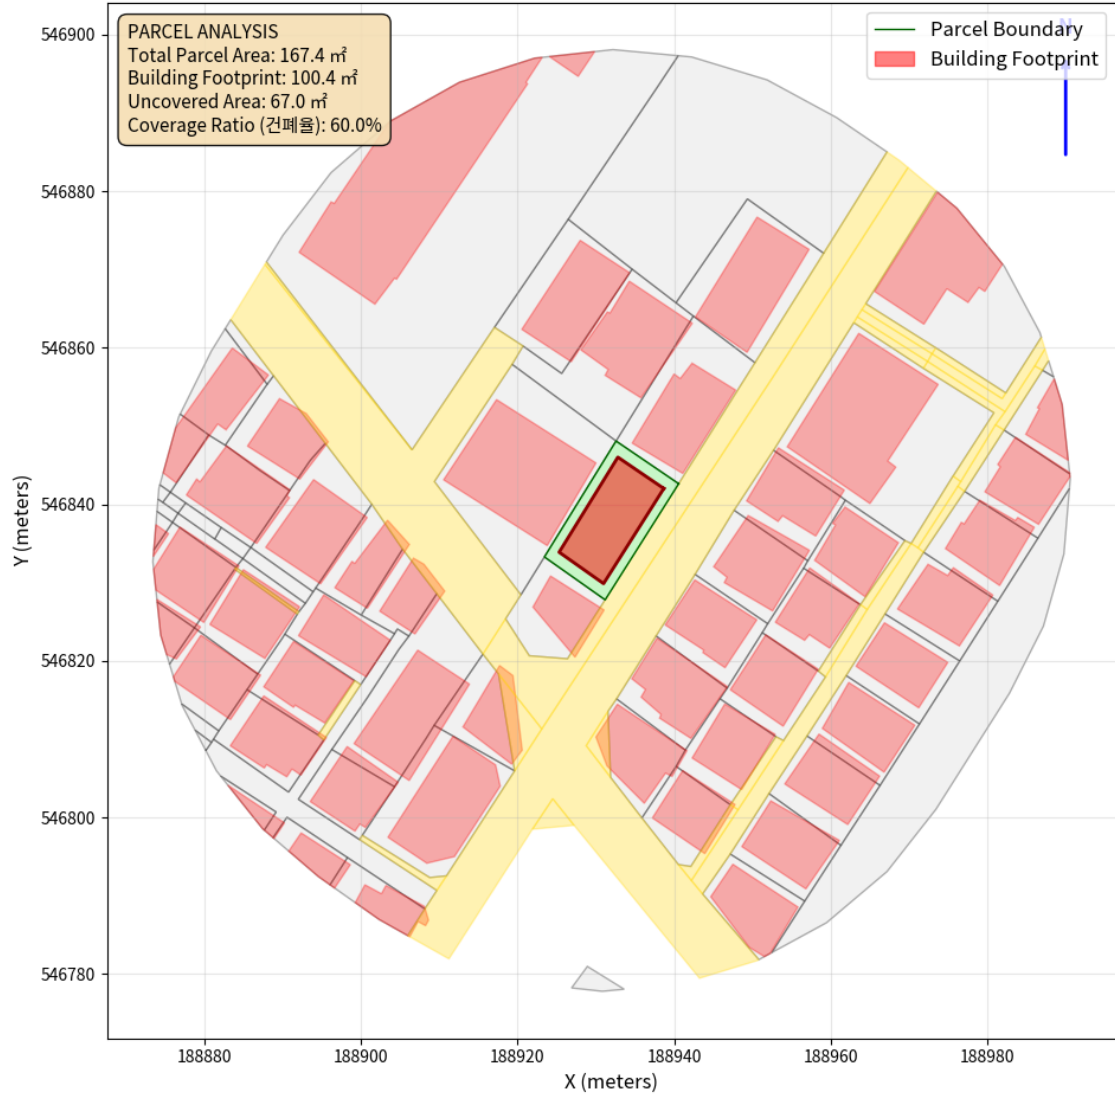 PARCEL ANALYSIS
Total Parcel Area: 167.4 ㎡
Building Footprint: 100.4 ㎡
Uncovered Area: 67.0 ㎡
Coverage Ratio (건폐율): 60.0%
N
Parcel Boundary
Building Footprint
546900
546880
546860
546840
546820
546800
546780
Y (meters)
188880
188900
188920
188940
188960
188980
X (meters)